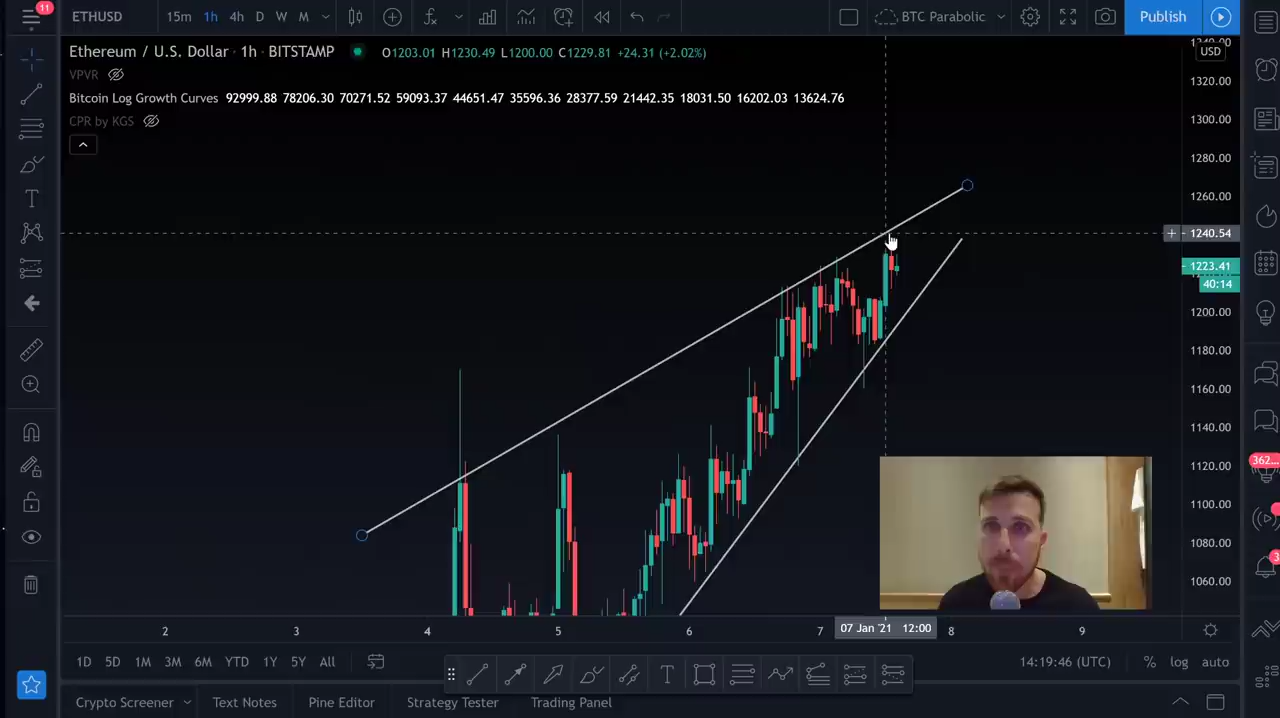 11
ETHUSD 15m 1h 4h D W M BTC Parabolic Publish
Ethereum / U.S. Dollar · 1h · BITSTAMP O1203.01 H1230.49 L1200.00 C1229.81 +24.31 (+2.02%)
VPVR
Bitcoin Log Growth Curves 92999.88 78206.30 70271.52 59093.37 44651.47 35596.36 28377.59 21442.35 18031.50 16202.03 13624.76
CPR by KGS
1340.00
USD
1320.00
1300.00
1280.00
1260.00
1240.54
1223.41
40:14
1200.00
1180.00
1160.00
1140.00
1120.00
362...
1100.00
1080.00
1060.00
2 3 4 5 6 7 07 Jan '21 12:00 8 9
1D 5D 1M 3M 6M YTD 1Y 5Y All 14:19:46 (UTC) % log auto
Crypto Screener Text Notes Pine Editor Strategy Tester Trading Panel